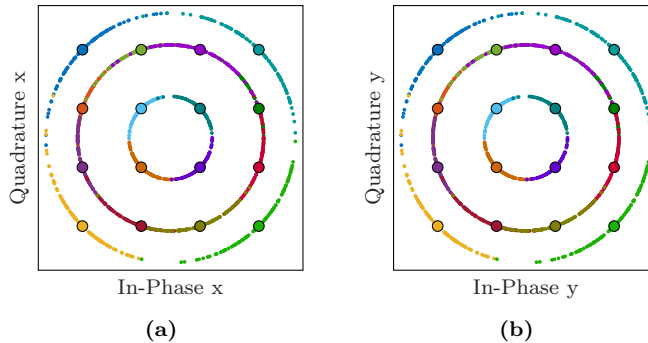 Quadrature x
In-Phase x
(a)
Quadrature y
In-Phase y
(b)